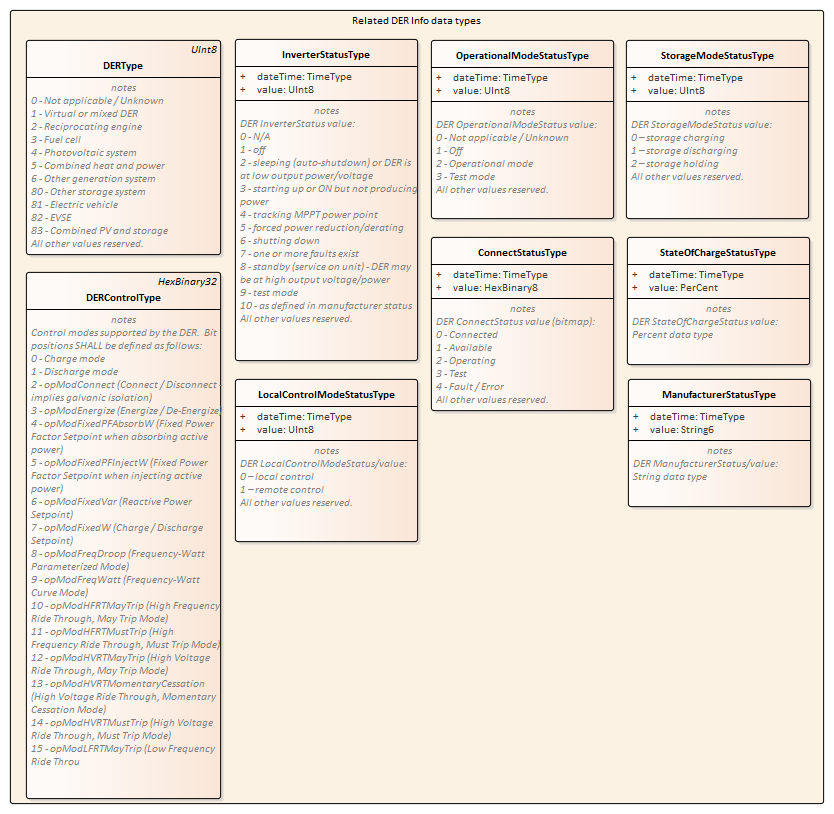 Related DER Info data types
UInt8
DERType
notes
0 - Not applicable / Unknown
1 - Virtual or mixed DER
2 - Reciprocating engine
3 - Fuel cell
4 - Photovoltaic system
5 - Combined heat and power
6 - Other generation system
80 - Other storage system
81 - Electric vehicle
82 - EVSE
83 - Combined PV and storage
All other values reserved.
HexBinary32
DERControlType
notes
Control modes supported by the DER. Bit
positions SHALL be defined as follows:
0 - Charge mode
1 - Discharge mode
2 - opModConnect (Connect / Disconnect
implies galvanic isolation)
3 - opModEnergize (Energize / De-Energize)
4 - opModFixedPFAbsorbW (Fixed Power
Factor Setpoint when absorbing active
power)
5 - opModFixedPFInjectW (Fixed Power
Factor Setpoint when injecting active
power)
6 - opModFixedVar (Reactive Power
Setpoint)
7 - opModFixedW (Charge / Discharge
Setpoint)
8 - opModFreqDroop (Frequency-Watt
Parameterized Mode)
9 - opModFreqWatt (Frequency-Watt
Curve Mode)
10 - opModHFRTMayTrip (High Frequency
Ride Through, May Trip Mode)
11 - opModHFRTMustTrip (High
Frequency Ride Through, Must Trip Mode)
12 - opModHVRTMayTrip (High Voltage
Ride Through, May Trip Mode)
13 - opModHVRTMomentaryCessation
(High Voltage Ride Through, Momentary
Cessation Mode)
14 - opModHVRTMustTrip (High Voltage
Ride Through, Must Trip Mode)
15 - opModLFRTMayTrip (Low Frequency
Ride Throu
InverterStatusType
+ dateTime: TimeType
+ value: UInt8
notes
DER InverterStatus value:
0 - N/A
1 - off
2 - sleeping (auto-shutdown) or DER is
at low output power/voltage
3 - starting up or ON but not producing
power
4 - tracking MPPT power point
5 - forced power reduction/derating
6 - shutting down
7 - one or more faults exist
8 - standby (service on unit) - DER may
be at high output voltage/power
9 - test mode
10 - as defined in manufacturer status
All other values reserved.
LocalControlModeStatusType
+ dateTime: TimeType
+ value: UInt8
notes
DER LocalControlModeStatus/value:
0 – local control
1 – remote control
All other values reserved.
OperationalModeStatusType
+ dateTime: TimeType
+ value: UInt8
notes
DER OperationalModeStatus value:
0 - Not applicable / Unknown
1 - Off
2 - Operational mode
3 - Test mode
All other values reserved.
ConnectStatusType
+ dateTime: TimeType
+ value: HexBinary8
notes
DER ConnectStatus value (bitmap):
0 - Connected
1 - Available
2 - Operating
3 - Test
4 - Fault / Error
All other values reserved.
StorageModeStatusType
+ dateTime: TimeType
+ value: UInt8
notes
DER StorageModeStatus value:
0 – storage charging
1 – storage discharging
2 – storage holding
All other values reserved.
StateOfChargeStatusType
+ dateTime: TimeType
+ value: PerCent
notes
DER StateOfChargeStatus value:
Percent data type
ManufacturerStatusType
+ dateTime: TimeType
+ value: String6
notes
DER ManufacturerStatus/value:
String data type